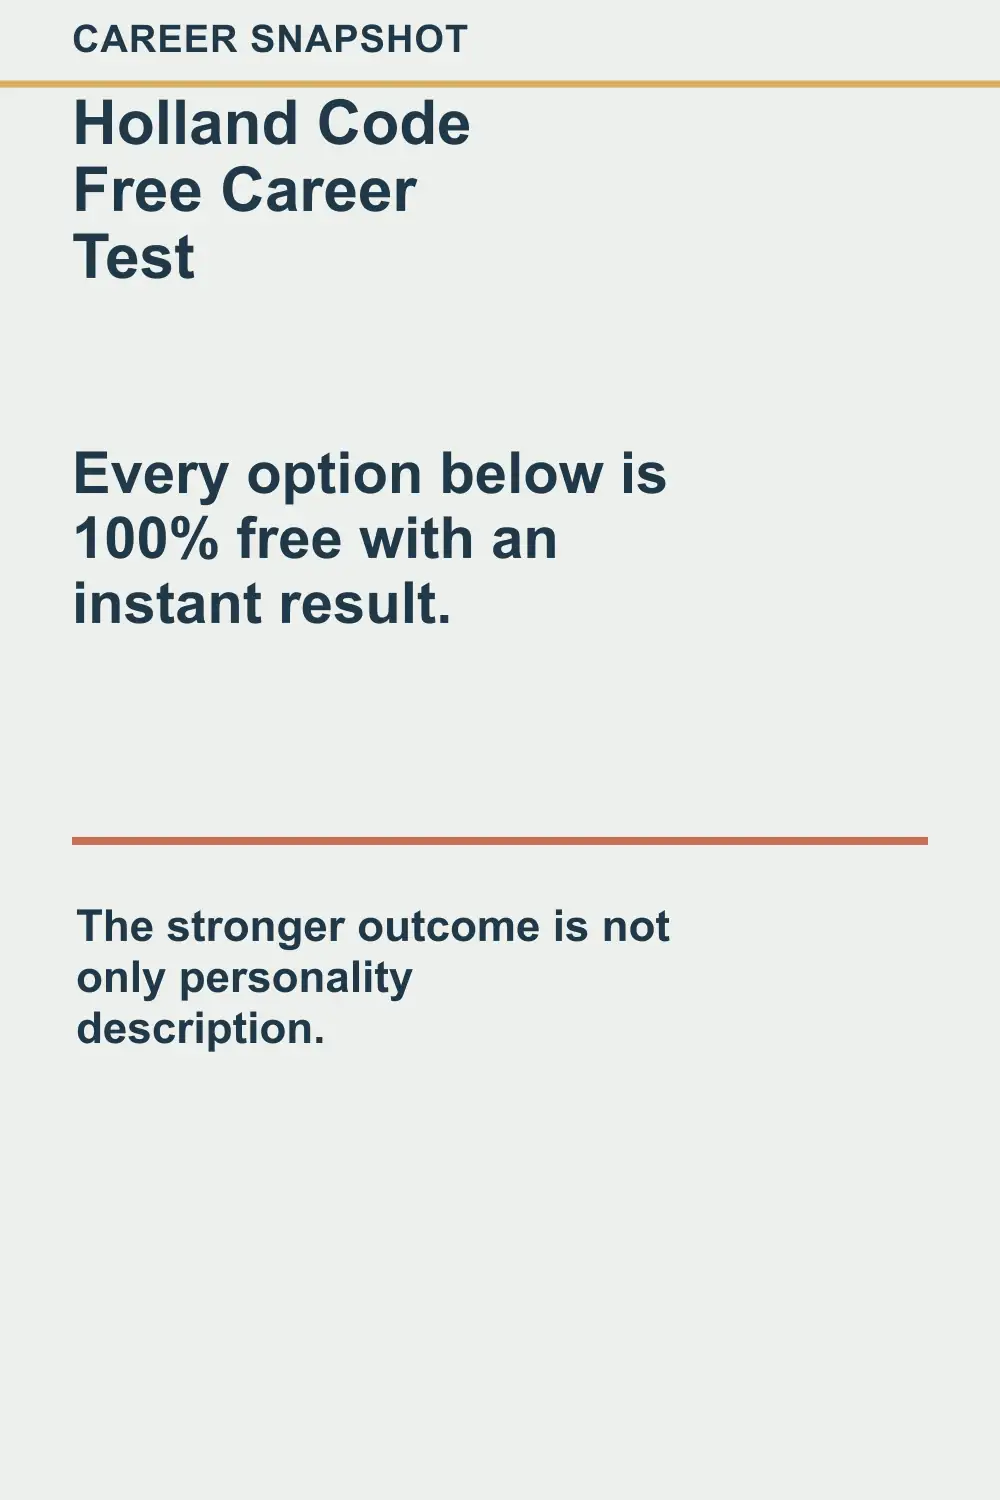 CAREER SNAPSHOT
Holland Code
Free Career
Test
Every option below is
100% free with an
instant result.
The stronger outcome is not
only personality
description.